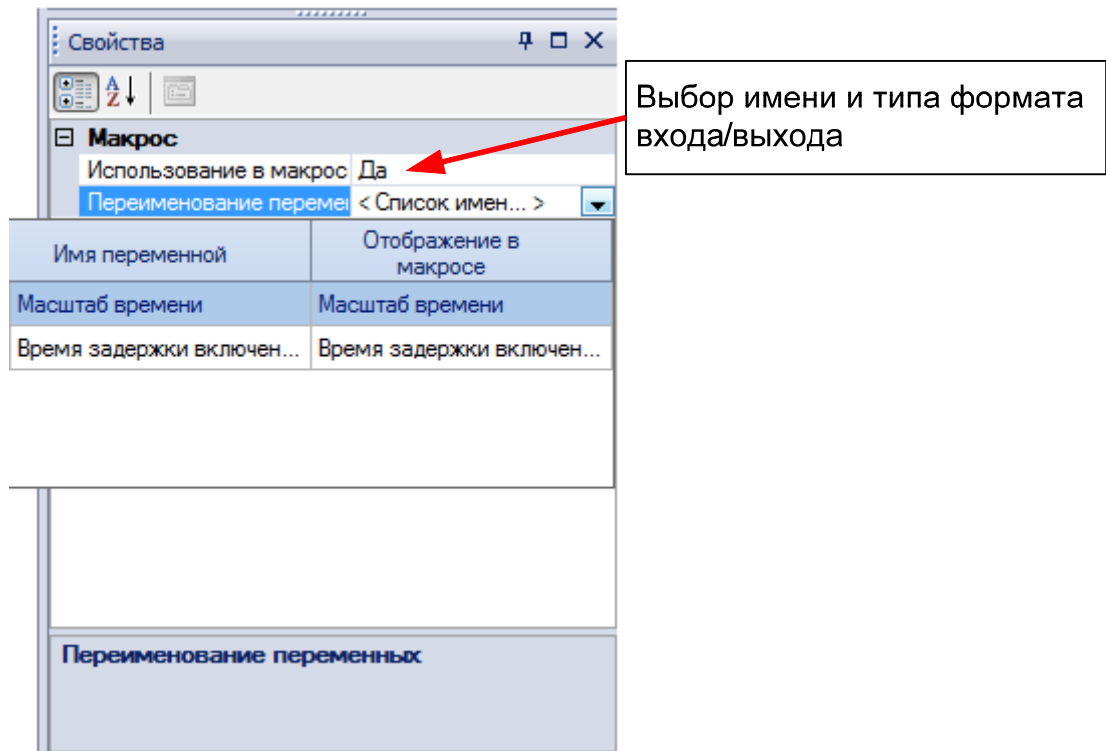 Свойства
Выбор имени и типа формата
входа/выхода
Макрос
Использование в макрос Да
Переименование переме < Список имен... >
Имя переменной Отображение в
макросе
Масштаб времени Масштаб времени
Время задержки включен... Время задержки включен...
Переименование переменных